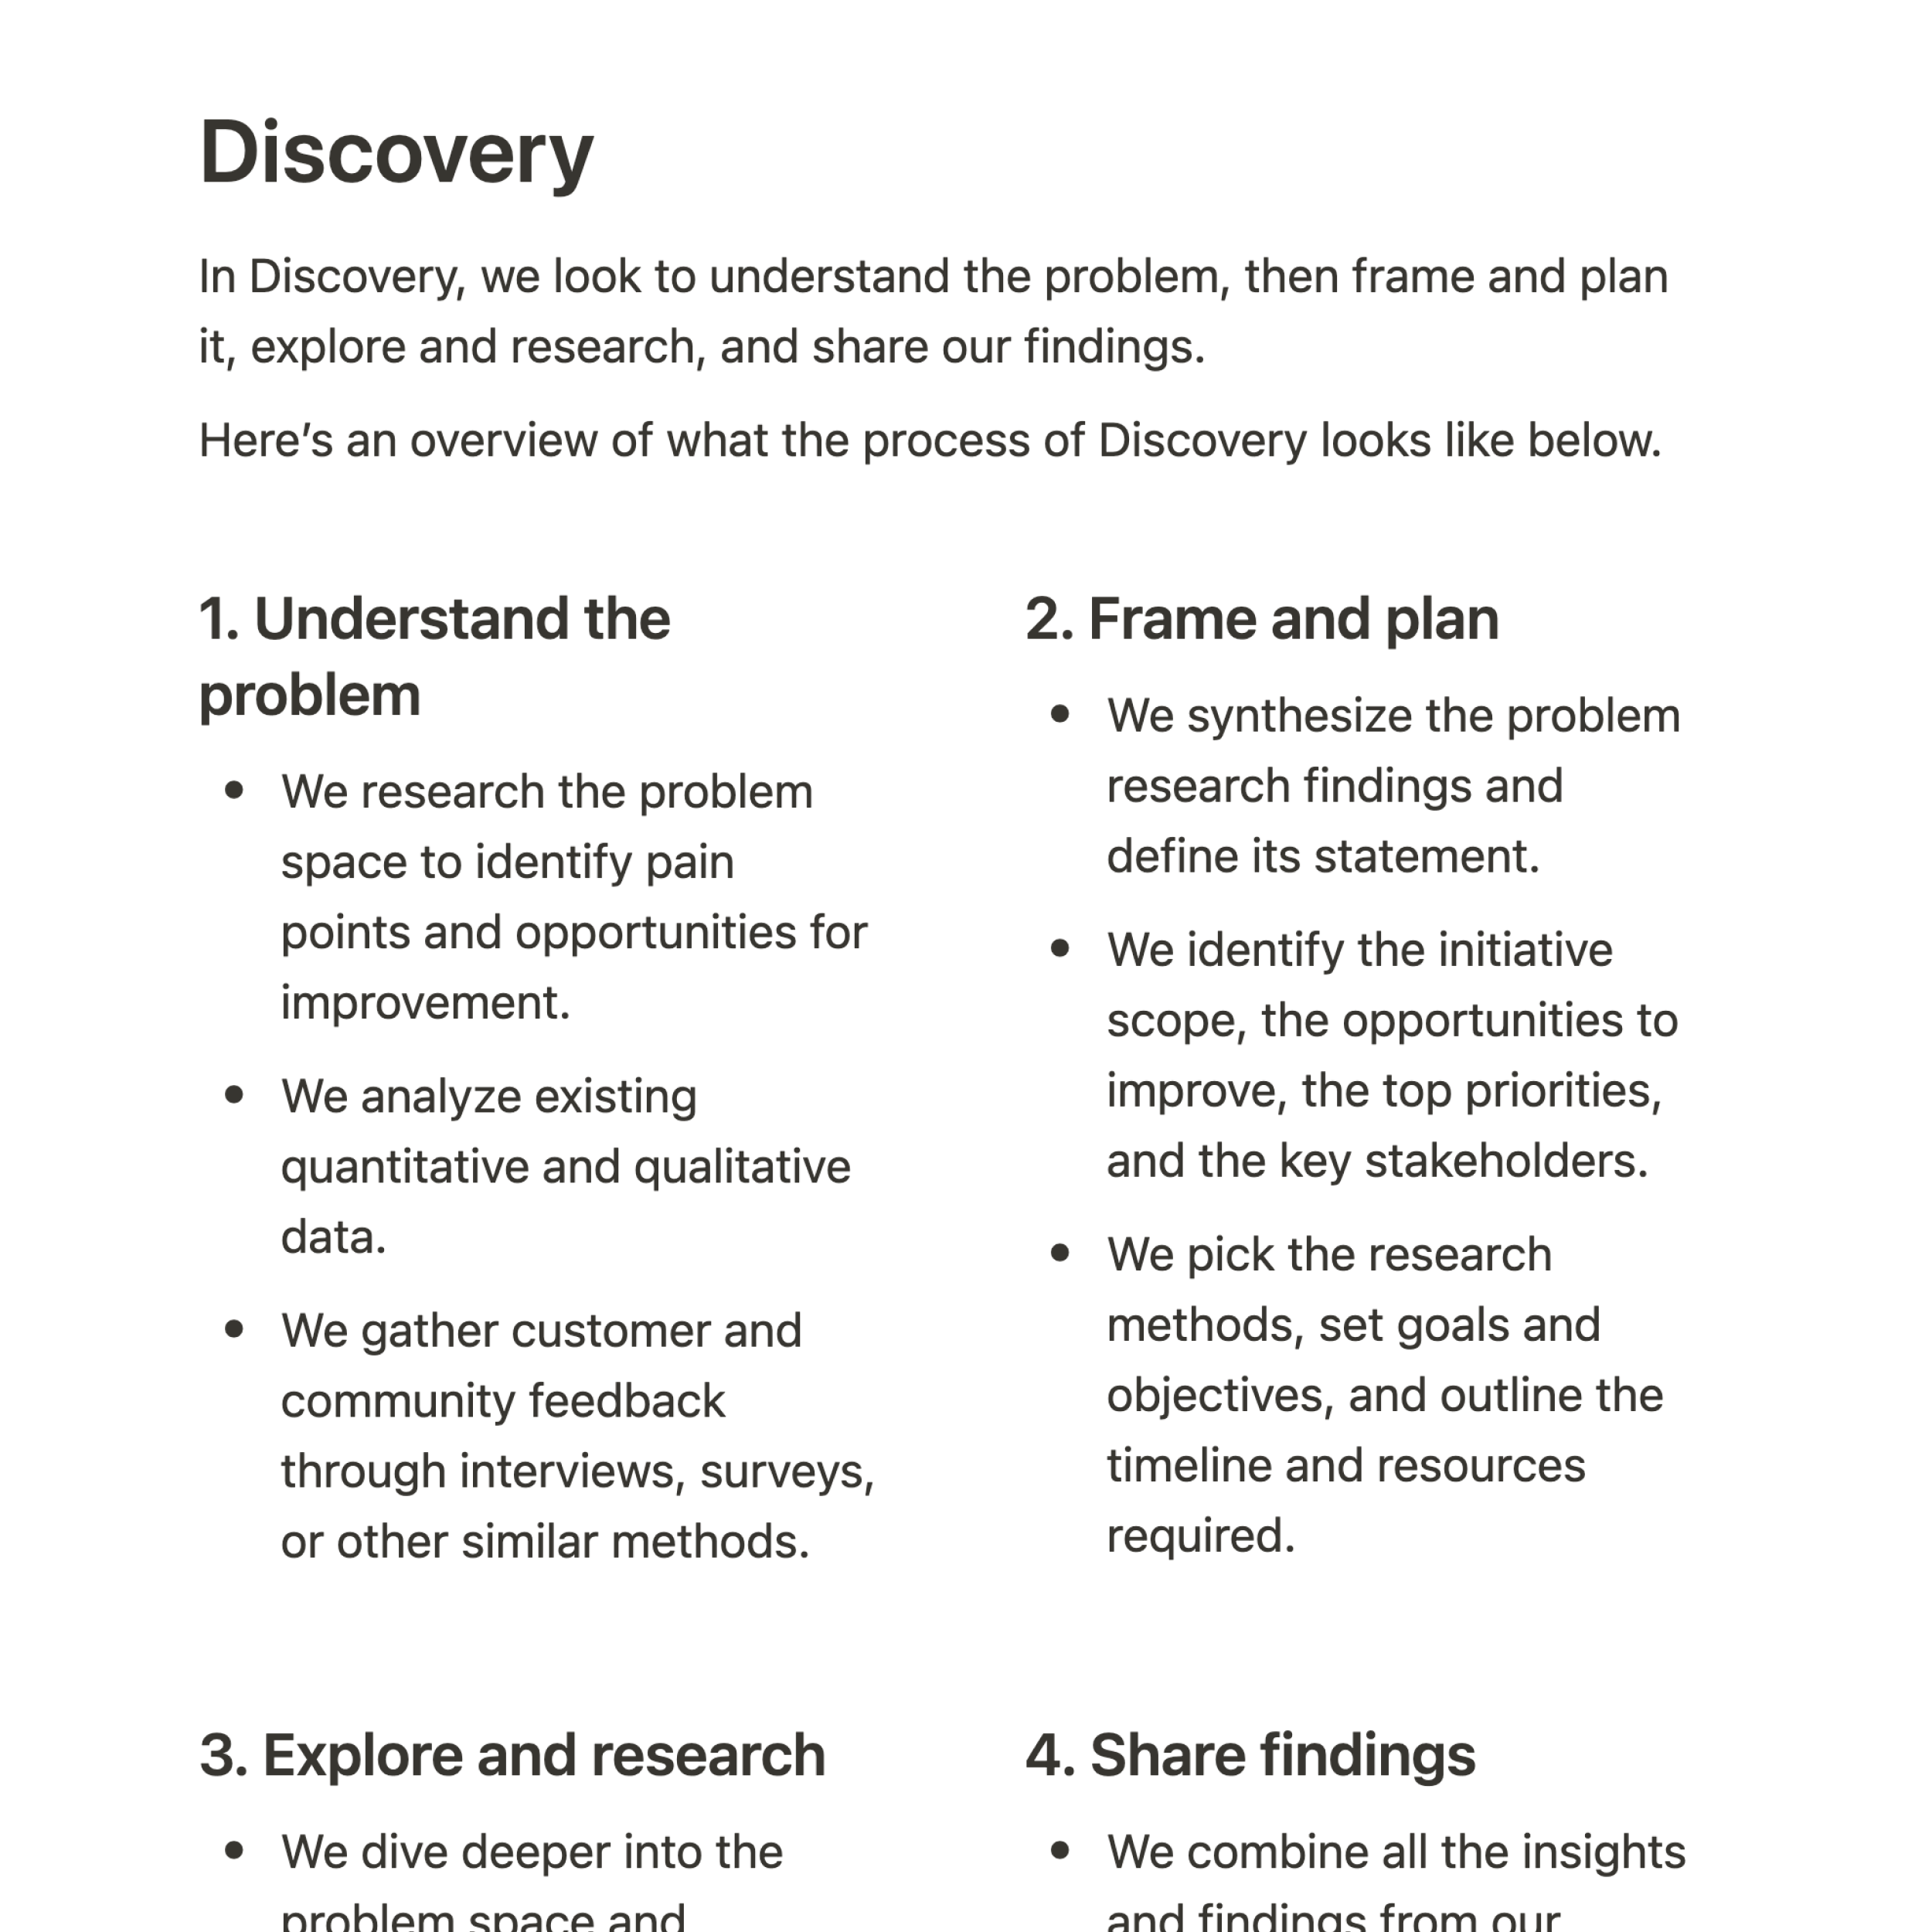 Discovery
In Discovery, we look to understand the problem, then frame and plan
it, explore and research, and share our findings.
Here’s an overview of what the process of Discovery looks like below.
1. Understand the
problem
We research the problem
space to identify pain
points and opportunities for
improvement.
We analyze existing
quantitative and qualitative
data.
We gather customer and
community feedback
through interviews, surveys,
or other similar methods.
2. Frame and plan
We synthesize the problem
research findings and
define its statement.
We identify the initiative
scope, the opportunities to
improve, the top priorities,
and the key stakeholders.
We pick the research
methods, set goals and
objectives, and outline the
timeline and resources
required.
3. Explore and research
We dive deeper into the
problem space and
4. Share findings
We combine all the insights
and findings from our